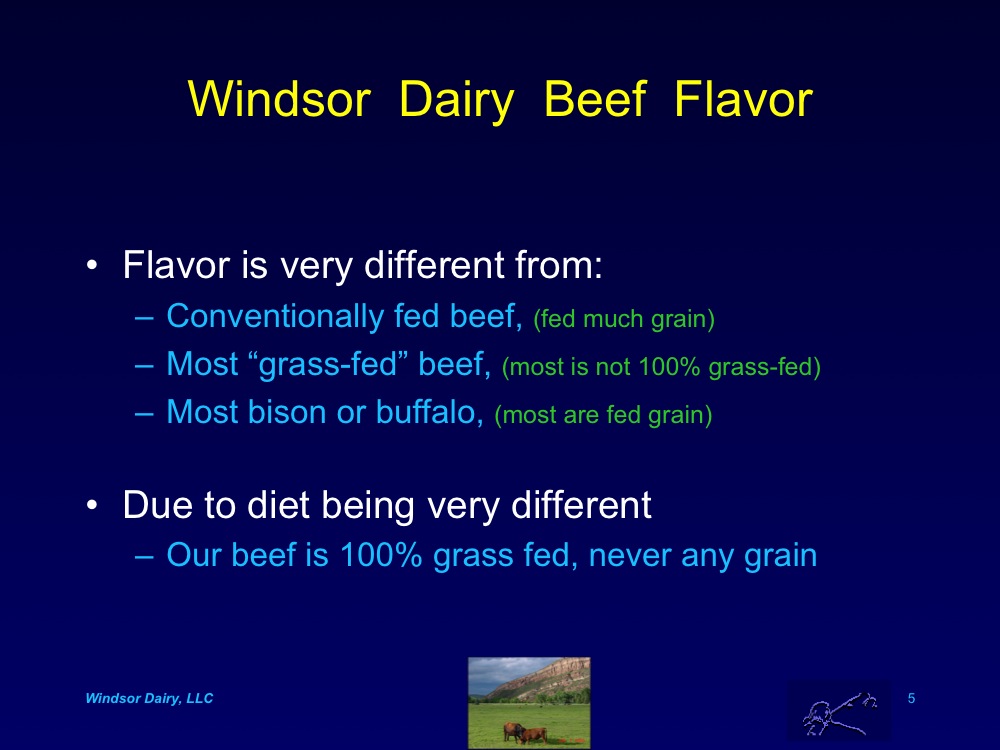 Windsor Dairy Beef Flavor
• Flavor is very different from:
– Conventionally fed beef, (fed much grain)
– Most “grass-fed” beef, (most is not 100% grass-fed)
– Most bison or buffalo, (most are fed grain)
• Due to diet being very different
– Our beef is 100% grass fed, never any grain
Windsor Dairy, LLC
5